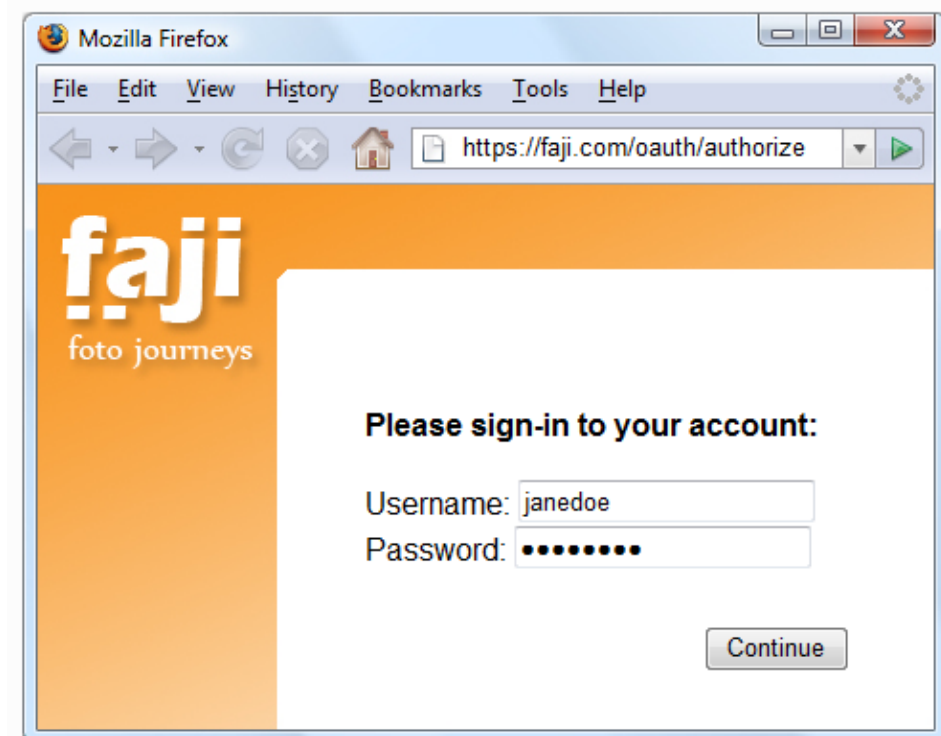 Mozilla Firefox
File Edit View History Bookmarks Tools Help
https://faji.com/oauth/authorize
faji
foto journeys
Please sign-in to your account:
Username: janedoe
Password: ••••••••
Continue